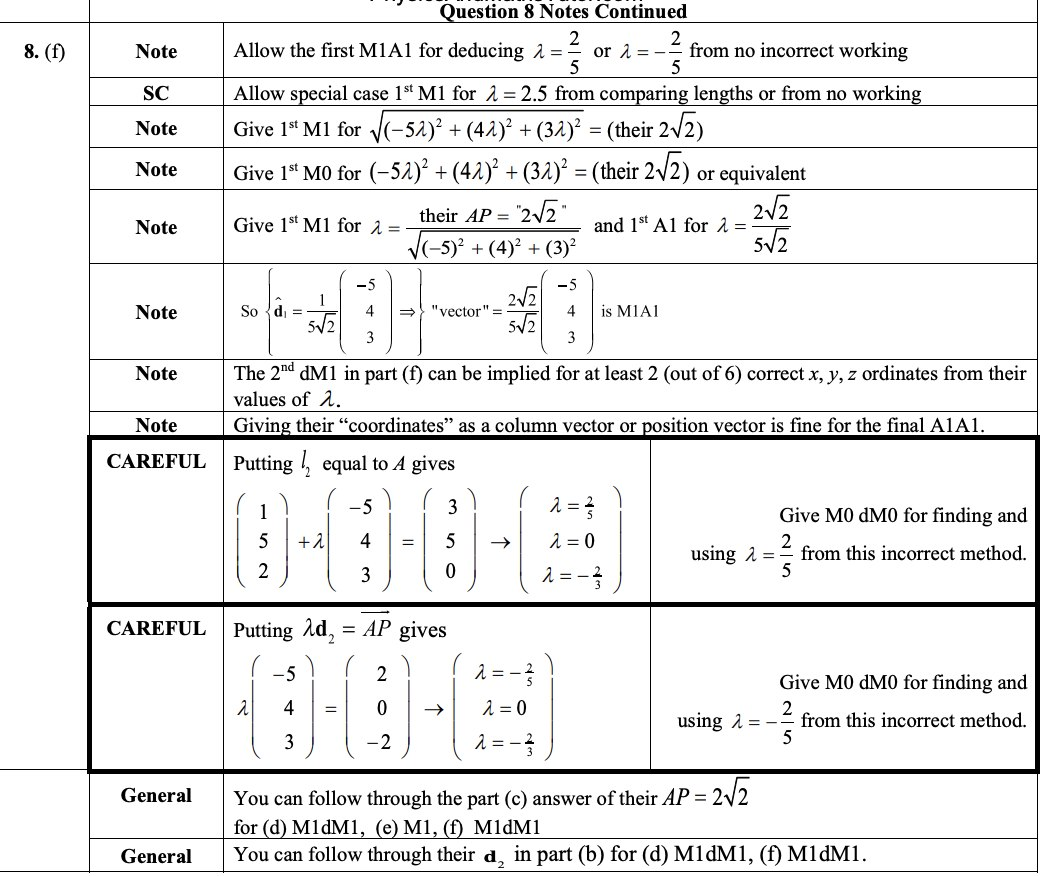 Question 8 Notes Continued
8. (f) Note Allow the first M1A1 for deducing λ = 2/5 or λ = −2/5 from no incorrect working
SC Allow special case 1st M1 for λ = 2.5 from comparing lengths or from no working
Note Give 1st M1 for √((−5λ)² + (4λ)² + (3λ)²) = (their 2√2)
Note Give 1st M0 for (−5λ)² + (4λ)² + (3λ)² = (their 2√2) or equivalent
Note Give 1st M1 for λ = (their AP = "2√2")/√((−5)² + (4)² + (3)²) and 1st A1 for λ = 2√2/5√2
Note So { d̂₁ = 1/5√2 (−5 4 3) ⇒ } "vector" = 2√2/5√2 (−5 4 3) is M1A1
Note The 2nd dM1 in part (f) can be implied for at least 2 (out of 6) correct x, y, z ordinates from their
values of λ.
Note Giving their “coordinates” as a column vector or position vector is fine for the final A1A1.
CAREFUL Putting l₂ equal to A gives
(1 5 2) + λ (−5 4 3) = (3 5 0) → (λ = −2/5 λ = 0 λ = −2/3)
Give M0 dM0 for finding and
using λ = 2/5 from this incorrect method.
CAREFUL Putting λd₂ = AP⃗ gives
λ (−5 4 3) = (2 0 −2) → (λ = −2/5 λ = 0 λ = −2/3)
Give M0 dM0 for finding and
using λ = −2/5 from this incorrect method.
General You can follow through the part (c) answer of their AP = 2√2
for (d) M1dM1, (e) M1, (f) M1dM1
General You can follow through their d₂ in part (b) for (d) M1dM1, (f) M1dM1.